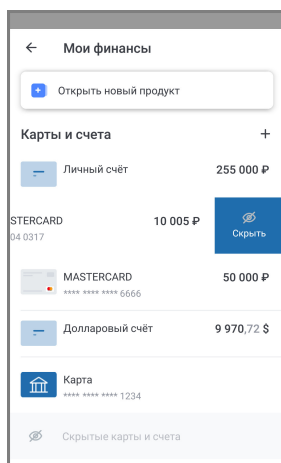 Мои финансы
Открыть новый продукт
Карты и счета +
Личный счёт 255 000 ₽
STERCARD 10 005 ₽
04 0317
Скрыть
MASTERCARD 50 000 ₽
**** **** **** 6666
Долларовый счёт 9 970,72 $
Карта
**** **** **** 1234
Скрытые карты и счета